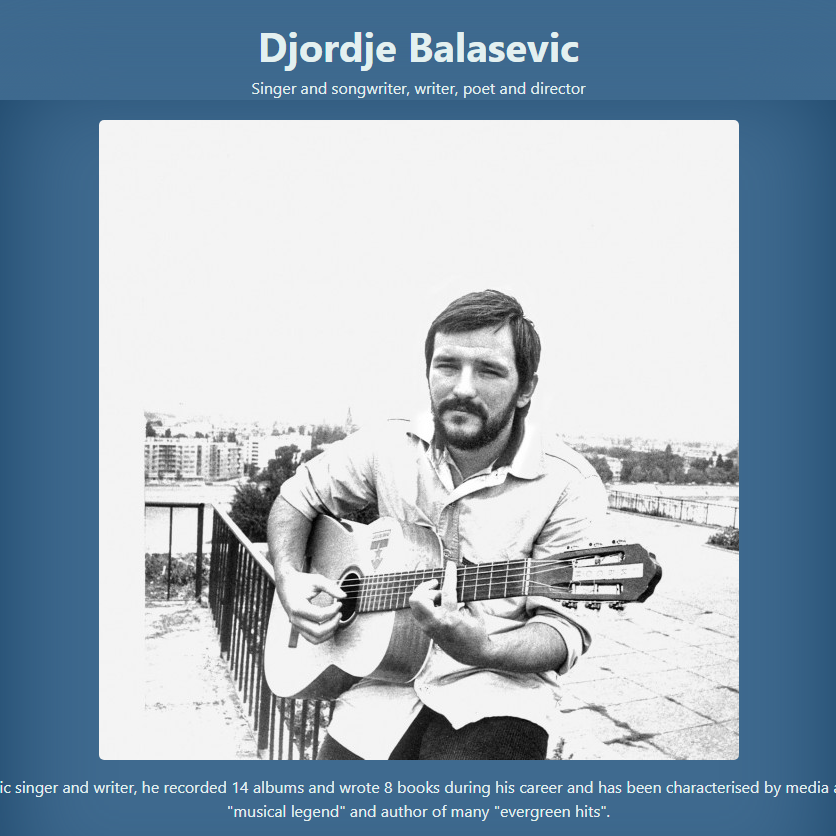 Djordje Balasevic
Singer and songwriter, writer, poet and director
ic singer and writer, he recorded 14 albums and wrote 8 books during his career and has been characterised by media a
"musical legend" and author of many "evergreen hits".